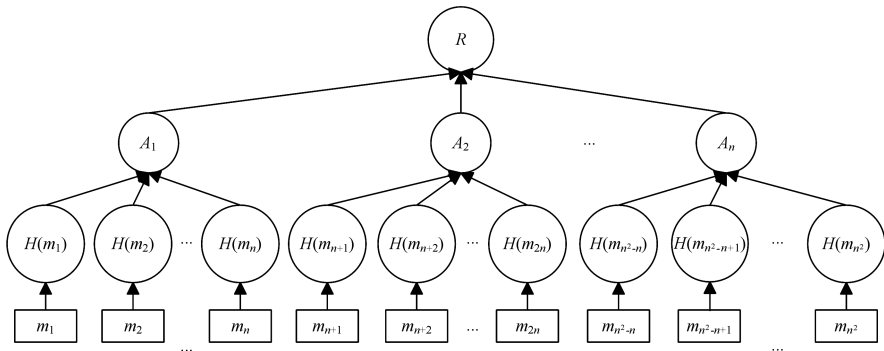 R
A₁ A₂ ... Aₙ
H(m₁) H(m₂) ... H(mₙ) H(mₙ₊₁) H(mₙ₊₂) ... H(m₂ₙ) H(mₙ²₋ₙ) H(mₙ²₋ₙ₊₁) ... H(mₙ²)
m₁ m₂ mₙ mₙ₊₁ mₙ₊₂ ... m₂ₙ mₙ²₋ₙ mₙ²₋ₙ₊₁ mₙ²
... ...